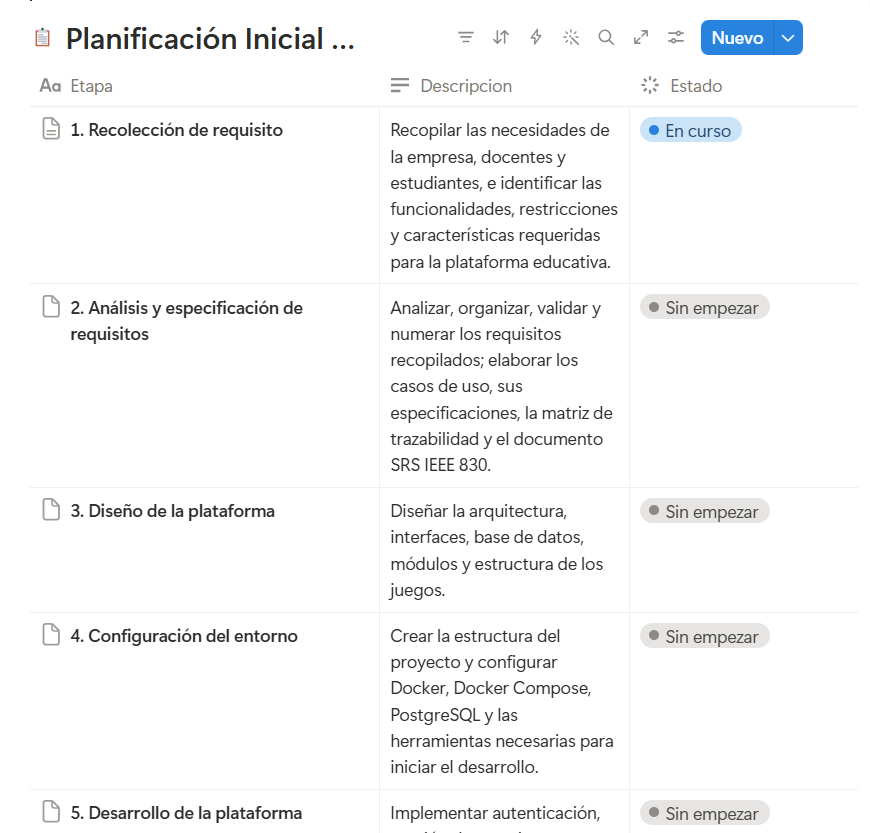 Planificación Inicial ...
Nuevo
Aa Etapa
Descripcion
Estado
1. Recolección de requisito
Recopilar las necesidades de
la empresa, docentes y
estudiantes, e identificar las
funcionalidades, restricciones
y características requeridas
para la plataforma educativa.
En curso
2. Análisis y especificación de
requisitos
Analizar, organizar, validar y
numerar los requisitos
recopilados; elaborar los
casos de uso, sus
especificaciones, la matriz de
trazabilidad y el documento
SRS IEEE 830.
Sin empezar
3. Diseño de la plataforma
Diseñar la arquitectura,
interfaces, base de datos,
módulos y estructura de los
juegos.
Sin empezar
4. Configuración del entorno
Crear la estructura del
proyecto y configurar
Docker, Docker Compose,
PostgreSQL y las
herramientas necesarias para
iniciar el desarrollo.
Sin empezar
5. Desarrollo de la plataforma
Implementar autenticación,
Sin empezar